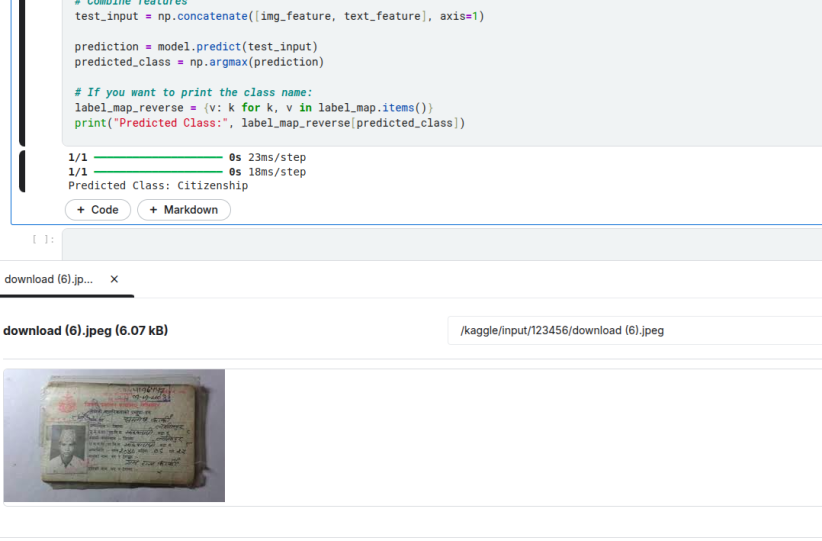 # Combine features
test_input = np.concatenate([img_feature, text_feature], axis=1)
prediction = model.predict(test_input)
predicted_class = np.argmax(prediction)
# If you want to print the class name:
label_map_reverse = {v: k for k, v in label_map.items()}
print("Predicted Class:", label_map_reverse[predicted_class])
1/1 0s 23ms/step
1/1 0s 18ms/step
Predicted Class: Citizenship
+ Code + Markdown
[ ]:
download (6).jp... ×
download (6).jpeg (6.07 kB) /kaggle/input/123456/download (6).jpeg